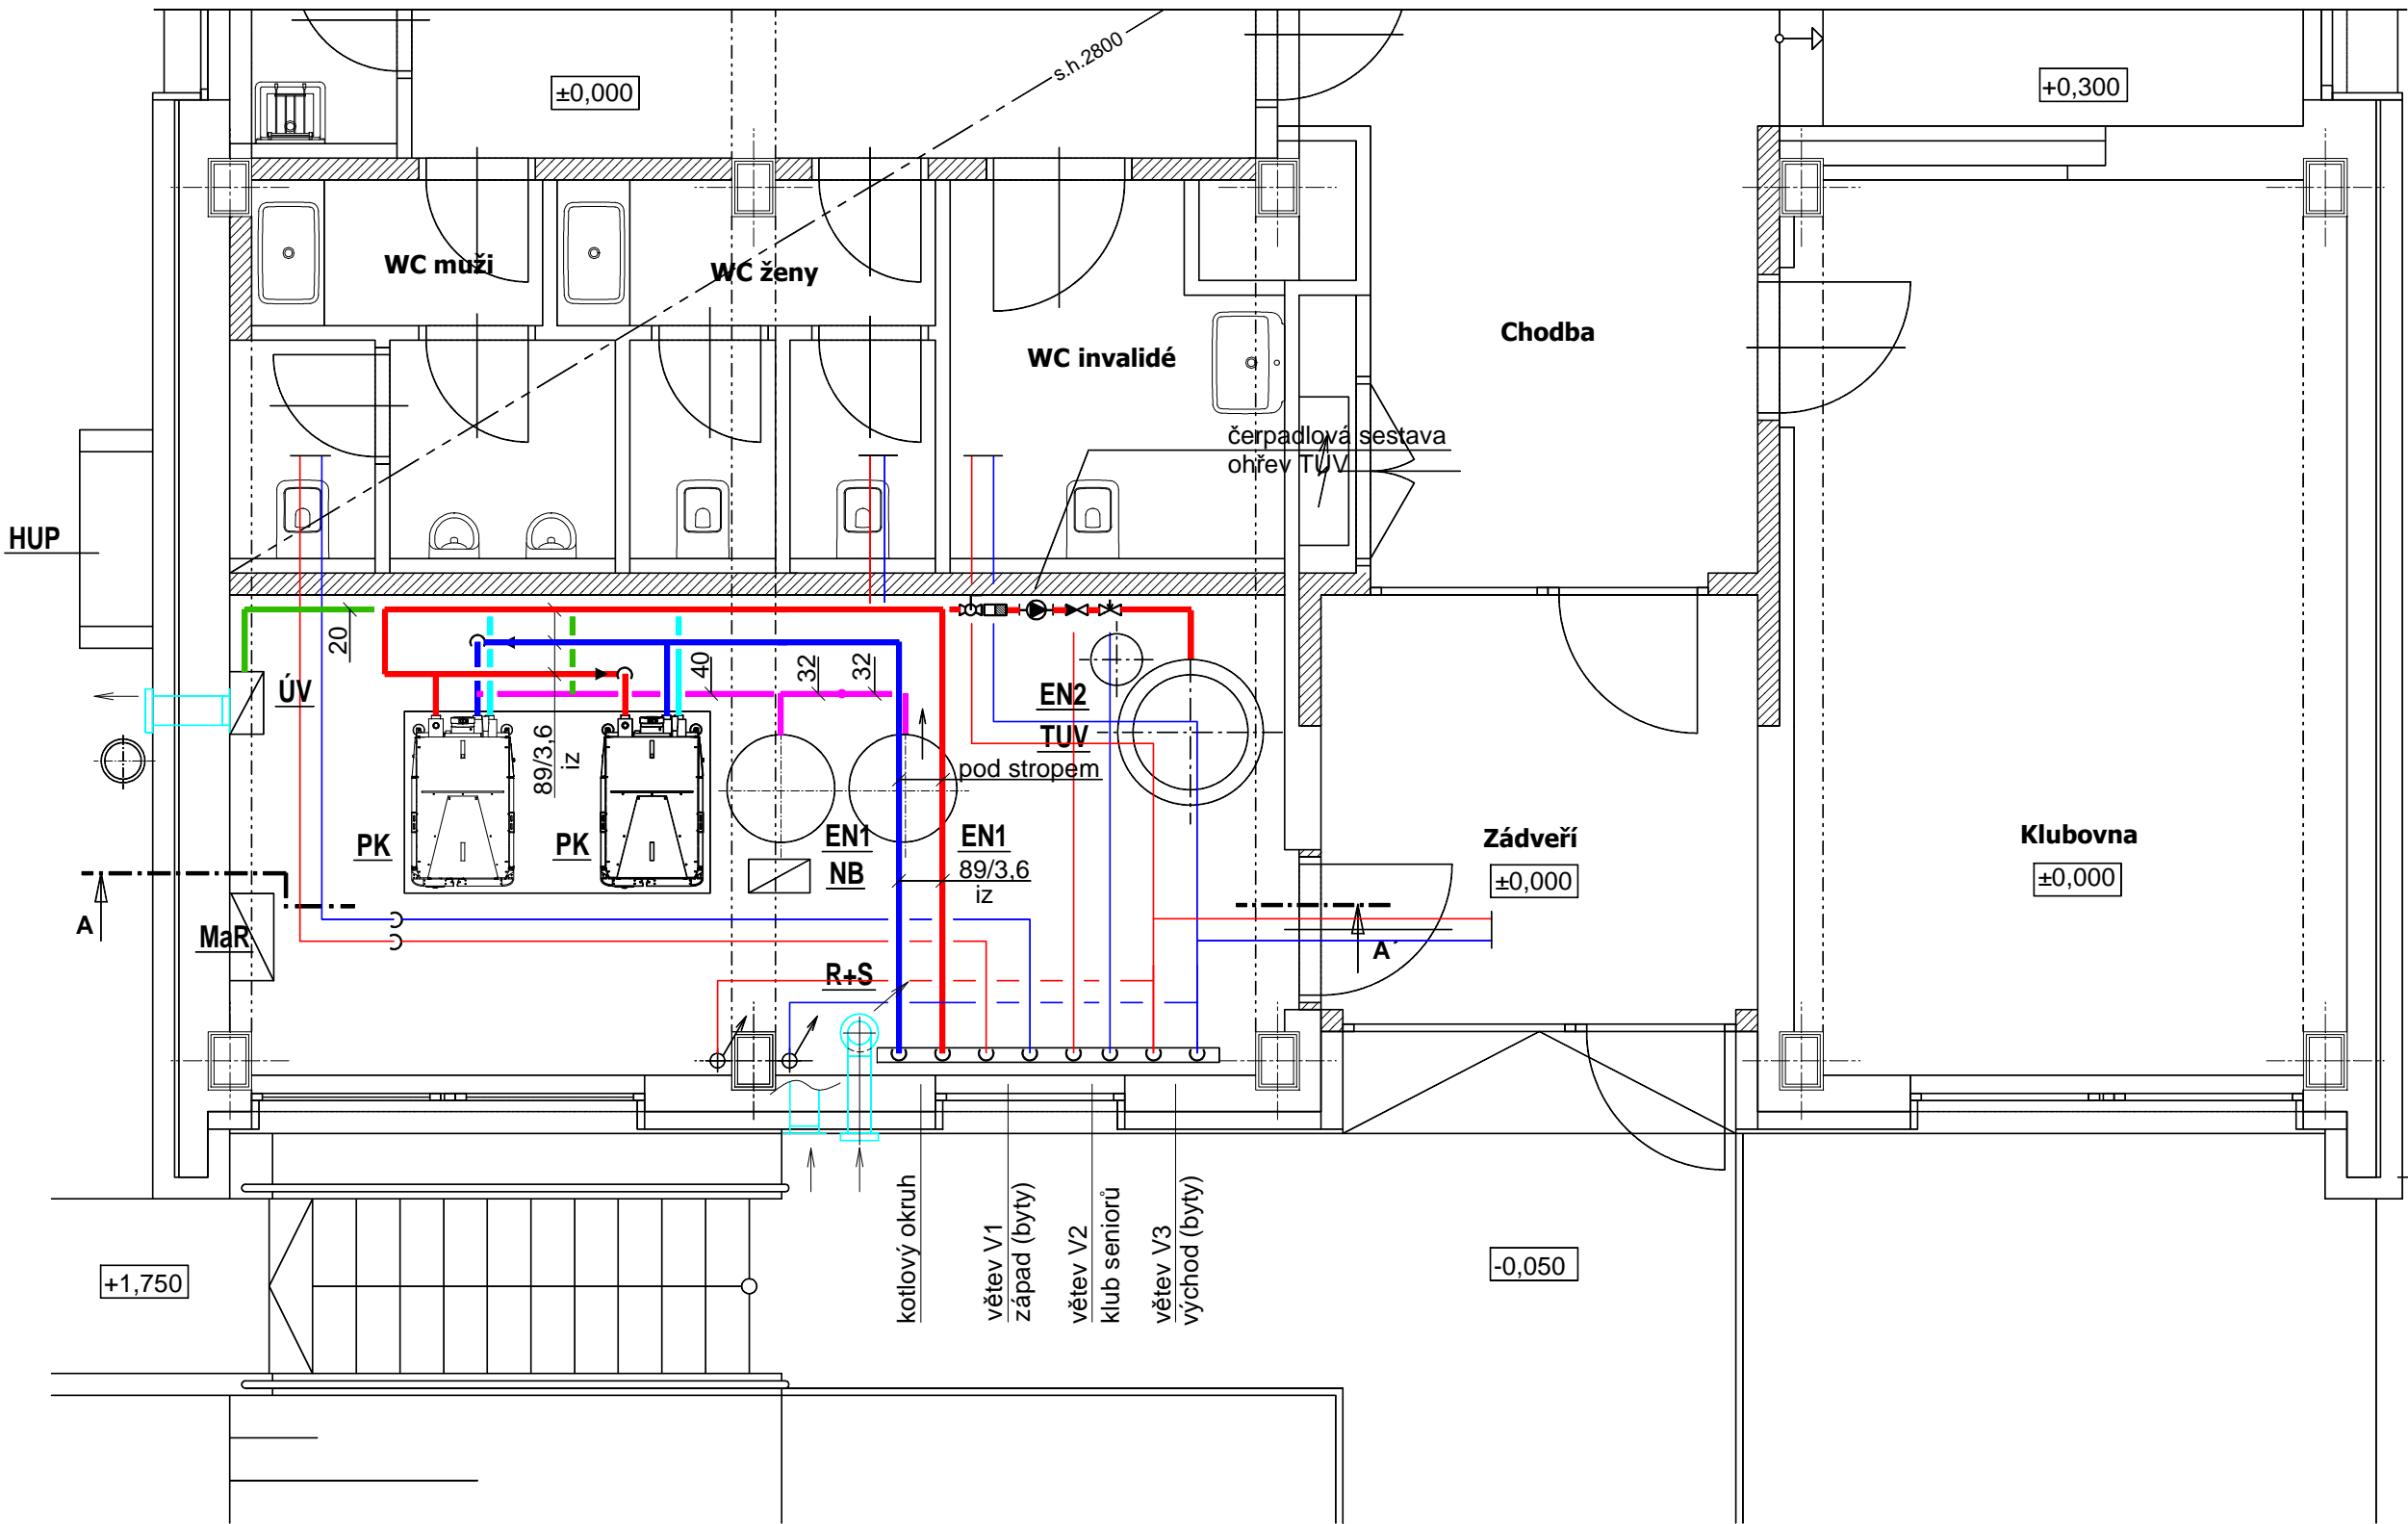 s.h.2800
±0,000
+0,300
WC muži
WC ženy
WC invalidé
Chodba
čerpadlová sestava
ohřev TUV
HUP
20
40
32
32
ÚV
EN2
TUV
89/3,6
iz
pod stropem
PK
PK
EN1
EN1
NB
89/3,6
iz
Zádveří
±0,000
Klubovna
±0,000
A
MaR
A´
R+S
kotlový okruh
větev V1
západ (byty)
větev V2
klub seniorů
větev V3
východ (byty)
+1,750
-0,050